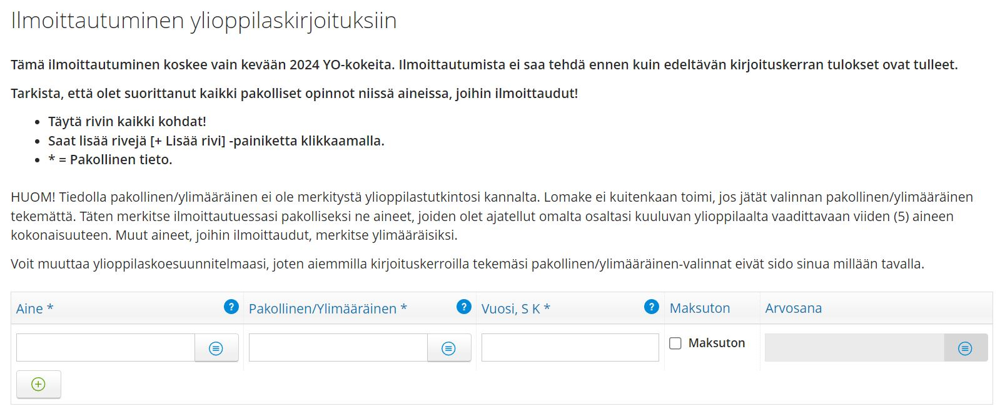 Ilmoittautuminen ylioppilaskirjoituksiin
Tämä ilmoittautuminen koskee vain kevään 2024 YO-kokeita. Ilmoittautumista ei saa tehdä ennen kuin edeltävän kirjoituskerran tulokset ovat tulleet.
Tarkista, että olet suorittanut kaikki pakolliset opinnot niissä aineissa, joihin ilmoittaudut!
• Täytä rivin kaikki kohdat!
• Saat lisää rivejä [+ Lisää rivi] -painiketta klikkaamalla.
• * = Pakollinen tieto.
HUOM! Tiedolla pakollinen/ylimääräinen ei ole merkitystä ylioppilastutkintosi kannalta. Lomake ei kuitenkaan toimi, jos jätät valinnan pakollinen/ylimääräinen
tekemättä. Täten merkitse ilmoittautuessasi pakolliseksi ne aineet, joiden olet ajatellut omalta osaltasi kuuluvan ylioppilaalta vaadittavaan viiden (5) aineen
kokonaisuuteen. Muut aineet, joihin ilmoittaudut, merkitse ylimääräisiksi.
Voit muuttaa ylioppilaskoesuunnitelmaasi, joten aiemmilla kirjoituskerroilla tekemäsi pakollinen/ylimääräinen-valinnat eivät sido sinua millään tavalla.
Aine * ? Pakollinen/Ylimääräinen * ? Vuosi, S K * ? Maksuton Arvosana
Maksuton